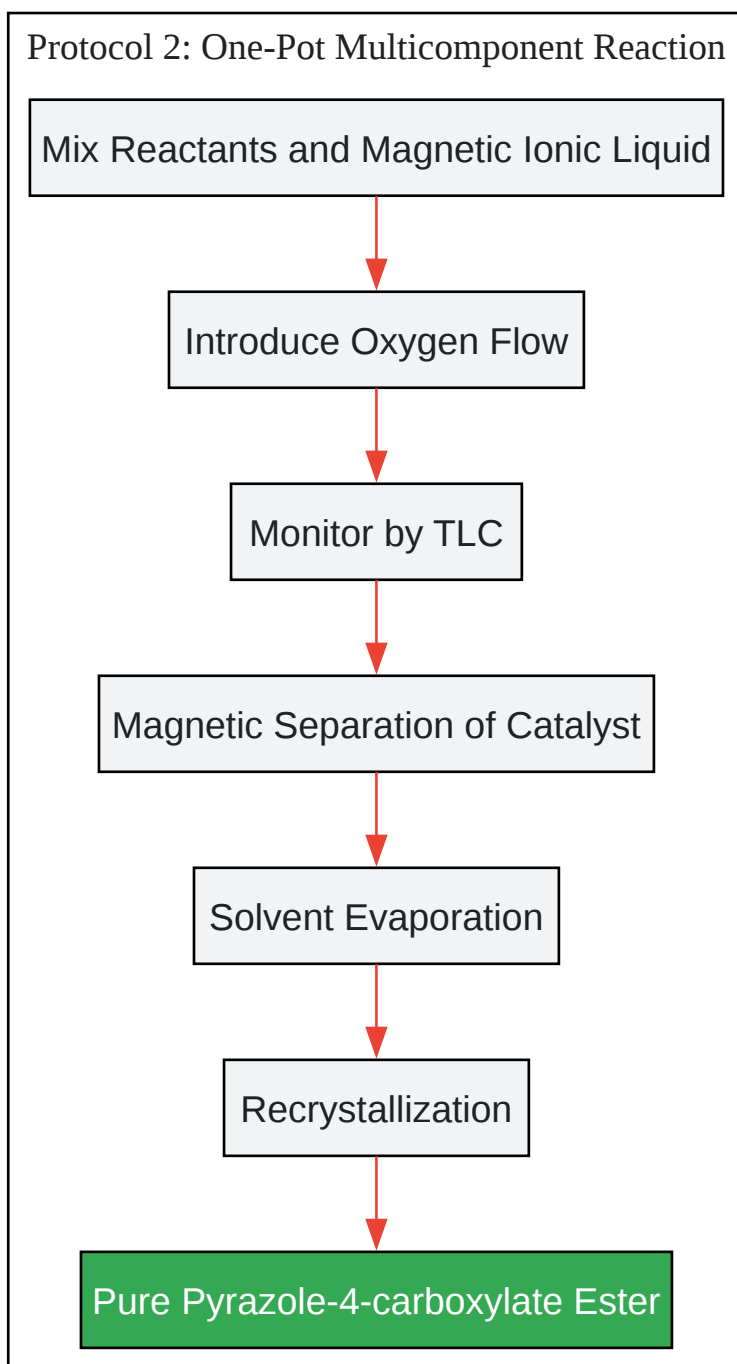 Protocol 2: One-Pot Multicomponent Reaction
Mix Reactants and Magnetic Ionic Liquid
Introduce Oxygen Flow
Monitor by TLC
Magnetic Separation of Catalyst
Solvent Evaporation
Recrystallization
Pure Pyrazole-4-carboxylate Ester